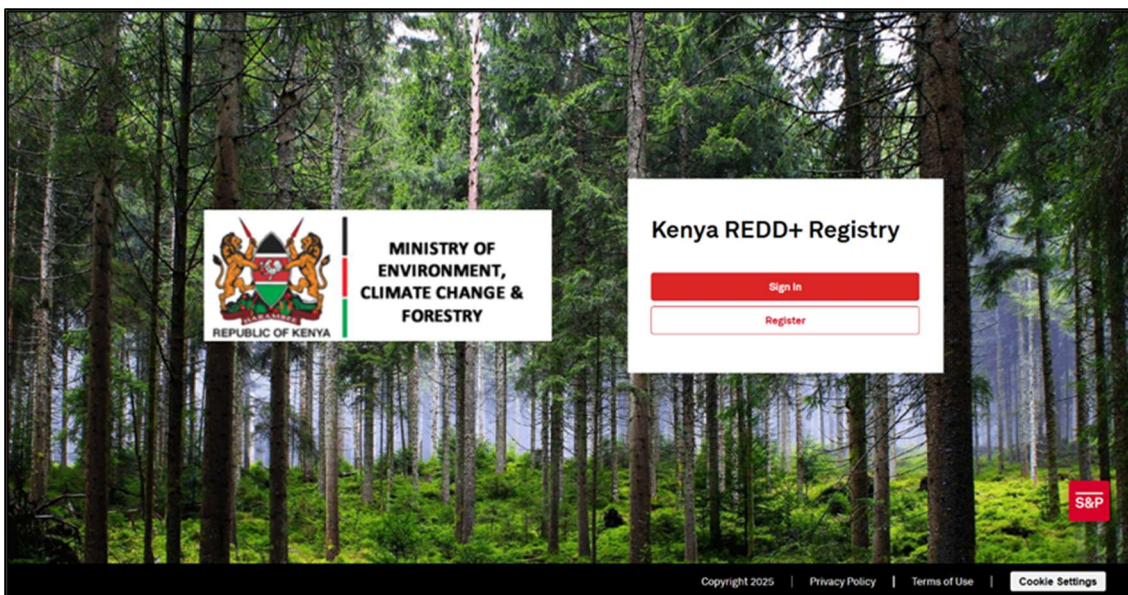 HARAMBEE
REPUBLIC OF KENYA
MINISTRY OF
ENVIRONMENT,
CLIMATE CHANGE &
FORESTRY
Kenya REDD+ Registry
Sign In
Register
S&P
Copyright 2025 | Privacy Policy | Terms of Use | Cookie Settings